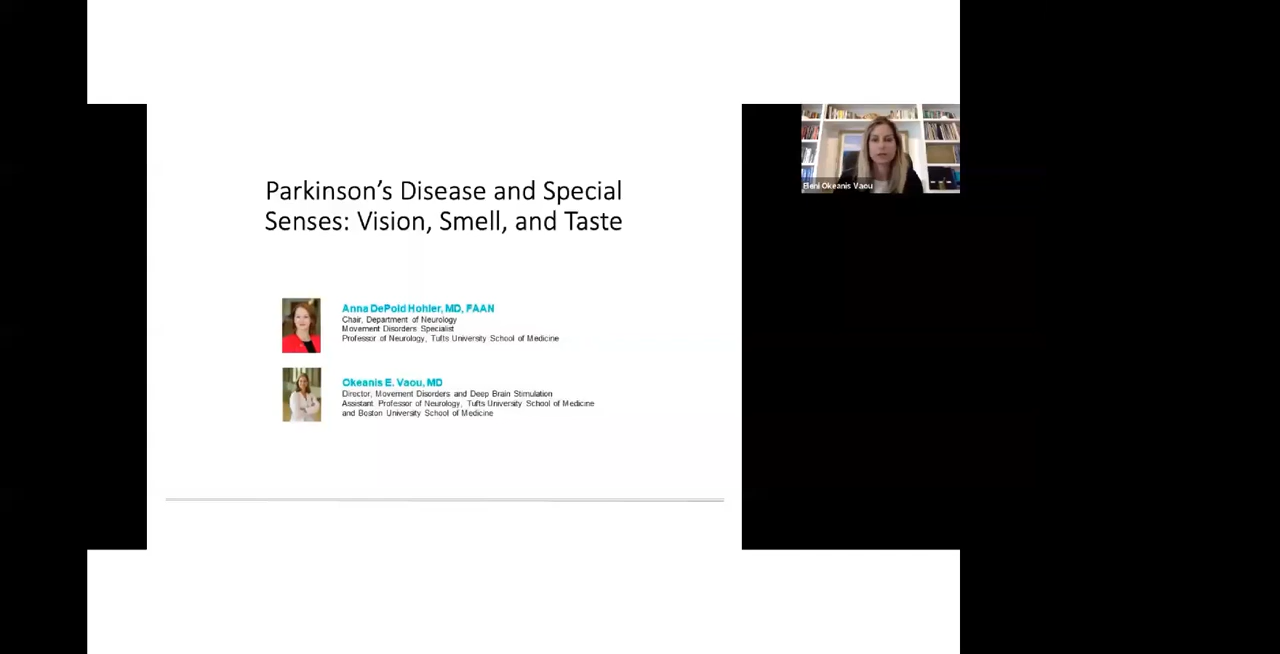 Parkinson's Disease and Special
Senses: Vision, Smell, and Taste
Anna DePold Hohler, MD, FAAN
Chair, Department of Neurology
Movement Disorders Specialist
Professor of Neurology, Tufts University School of Medicine
Okeanis E. Vaou, MD
Director, Movement Disorders and Deep Brain Stimulation
Assistant Professor of Neurology, Tufts University School of Medicine
and Boston University School of Medicine
Eleni Okeanis Vaou